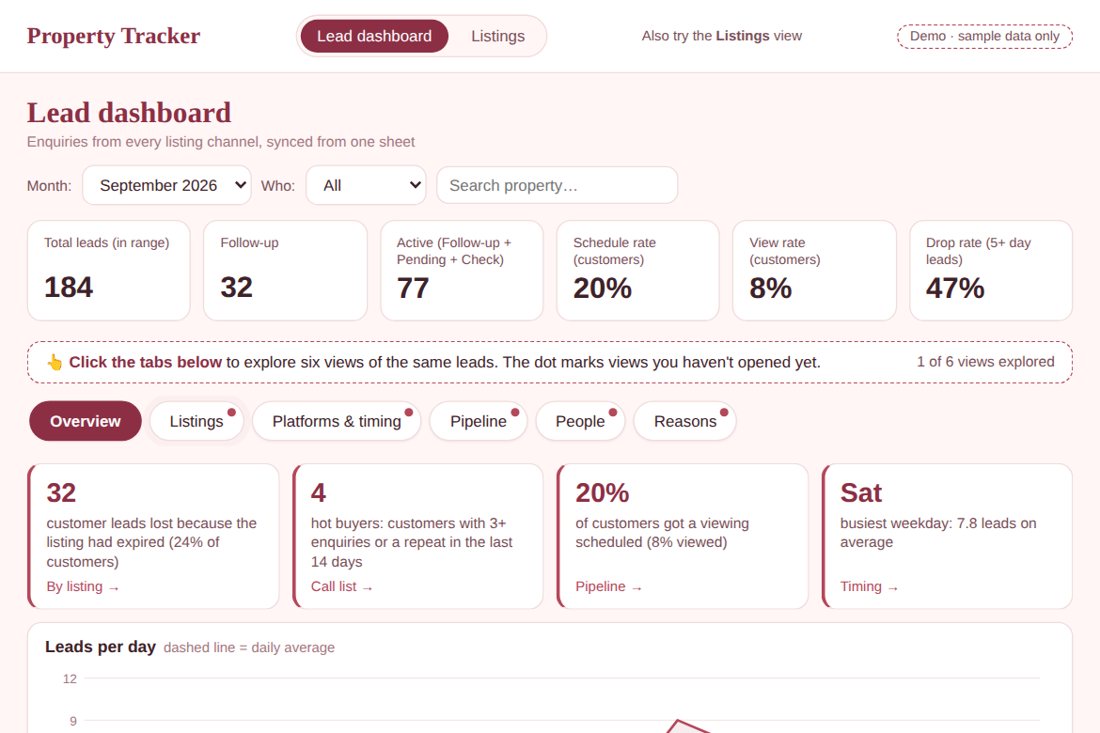 Property Tracker
Lead dashboard
Listings
Also try the Listings view
Demo · sample data only
Lead dashboard
Enquiries from every listing channel, synced from one sheet
Month:
September 2026
Who:
All
Search property…
Total leads (in range)
184
Follow-up
32
Active (Follow-up +
Pending + Check)
77
Schedule rate
(customers)
20%
View rate
(customers)
8%
Drop rate (5+ day
leads)
47%
👆 Click the tabs below to explore six views of the same leads. The dot marks views you haven't opened yet.
1 of 6 views explored
Overview
Listings
Platforms & timing
Pipeline
People
Reasons
32
customer leads lost because the
listing had expired (24% of
customers)
By listing →
4
hot buyers: customers with 3+
enquiries or a repeat in the last
14 days
Call list →
20%
of customers got a viewing
scheduled (8% viewed)
Pipeline →
Sat
busiest weekday: 7.8 leads on
average
Timing →
Leads per day dashed line = daily average
12
9